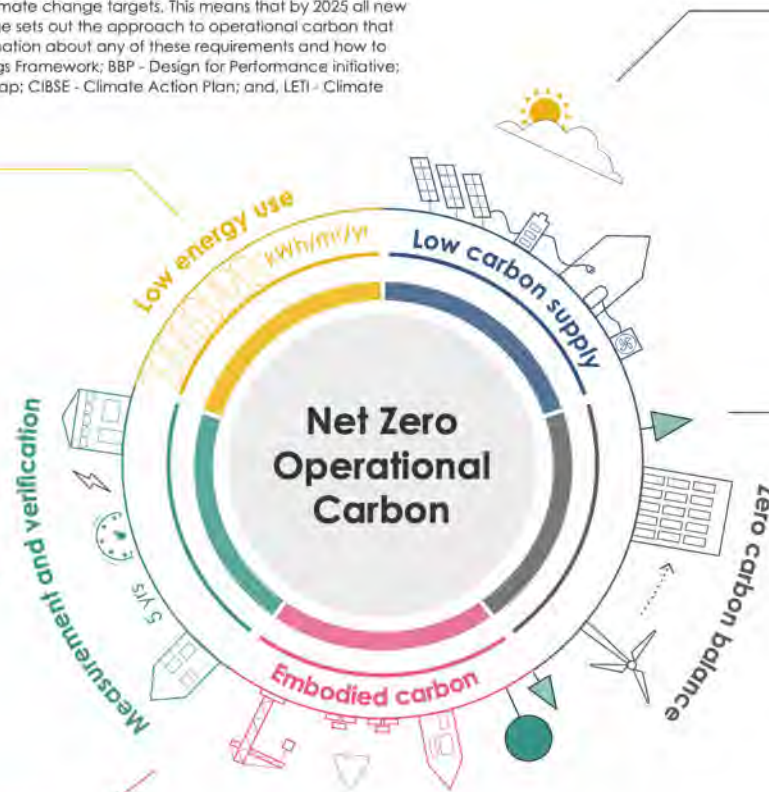 mate change targets. This means that by 2025 all new
ge sets out the approach to operational carbon that
nation about any of these requirements and how to
gs Framework; BBP - Design for Performance initiative;
ap; CIBSE - Climate Action Plan; and, LETI - Climate
Low energy use
kWh/m²/yr
Low carbon supply
Net Zero
Operational
Carbon
Measurement and verification
5 yrs
Embodied carbon
Zero carbon balance